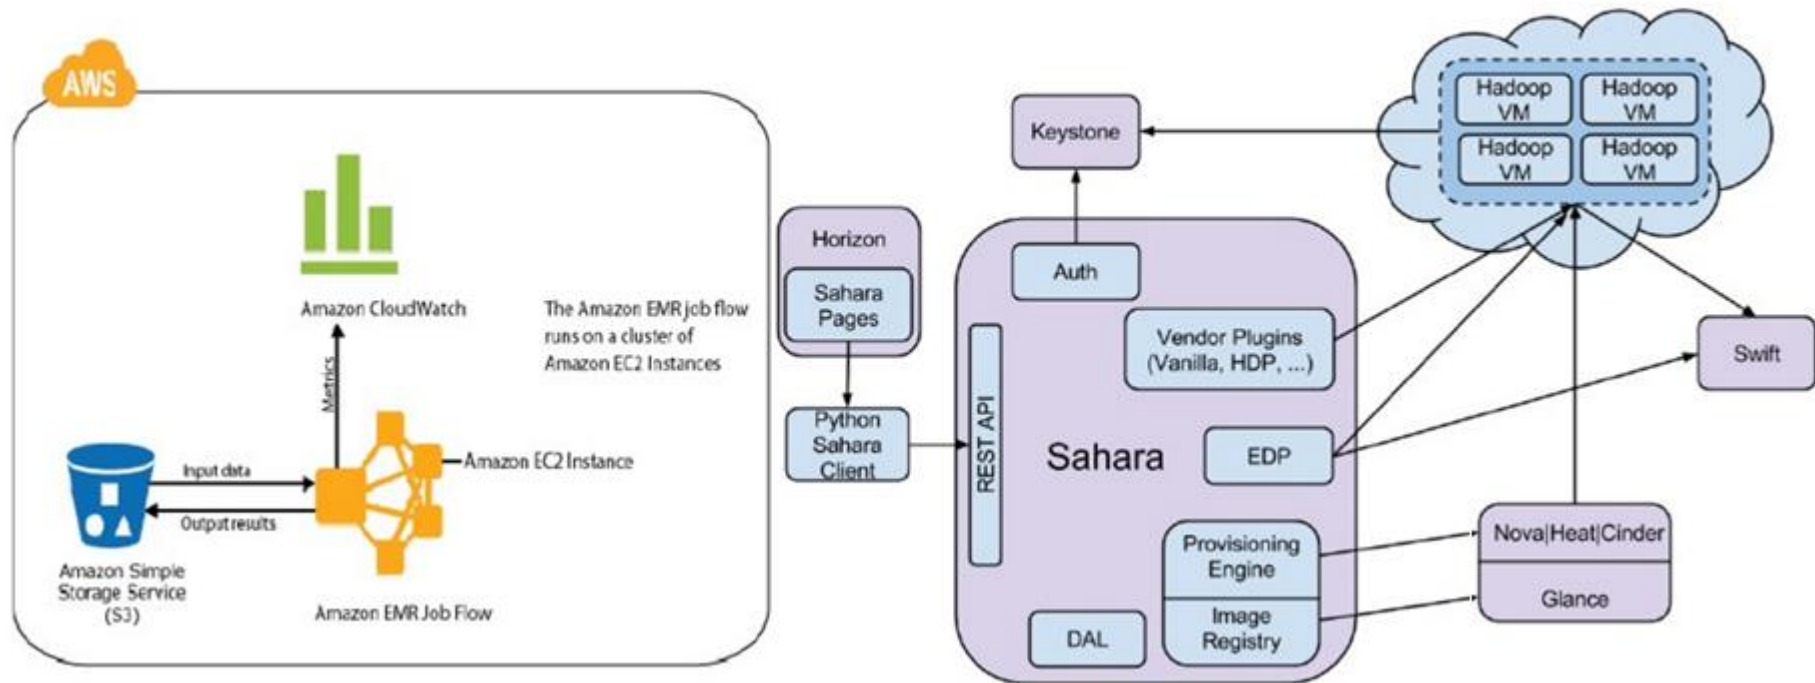 AWS
Amazon CloudWatch
The Amazon EMR job flow
runs on a cluster of
Amazon EC2 Instances
Metrics
Input data
Output results
Amazon EC2 Instance
Amazon Simple
Storage Service
(S3)
Amazon EMR Job Flow
Horizon
Sahara
Pages
Python
Sahara
Client
Keystone
Auth
REST API
Vendor Plugins
(Vanilla, HDP, ...)
Sahara
EDP
Provisioning
Engine
Image
Registry
DAL
Hadoop
VM
Hadoop
VM
Hadoop
VM
Hadoop
VM
Swift
Nova|Heat|Cinder
Glance